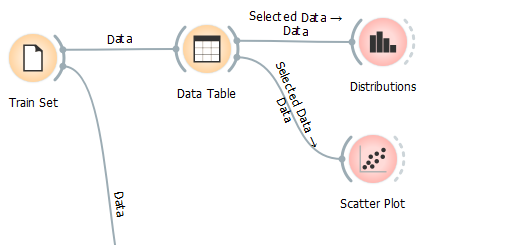 Selected Data →
Data
Data
Train Set
Data Table
Distributions
Selected Data →
Data
Scatter Plot
Data